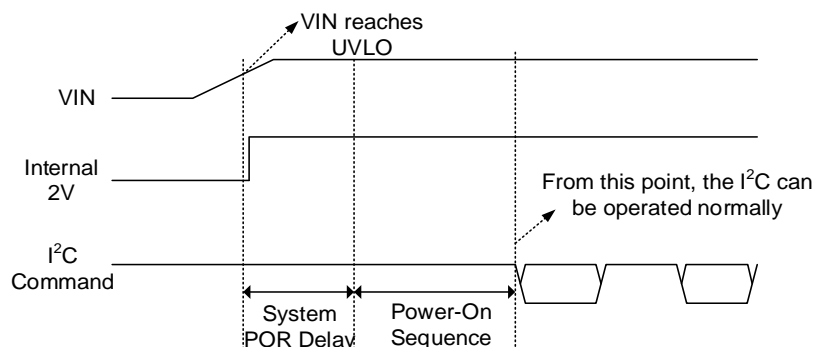 VIN reaches
UVLO
VIN
Internal
2V
From this point, the I²C can
be operated normally
I²C
Command
System
POR Delay
Power-On
Sequence